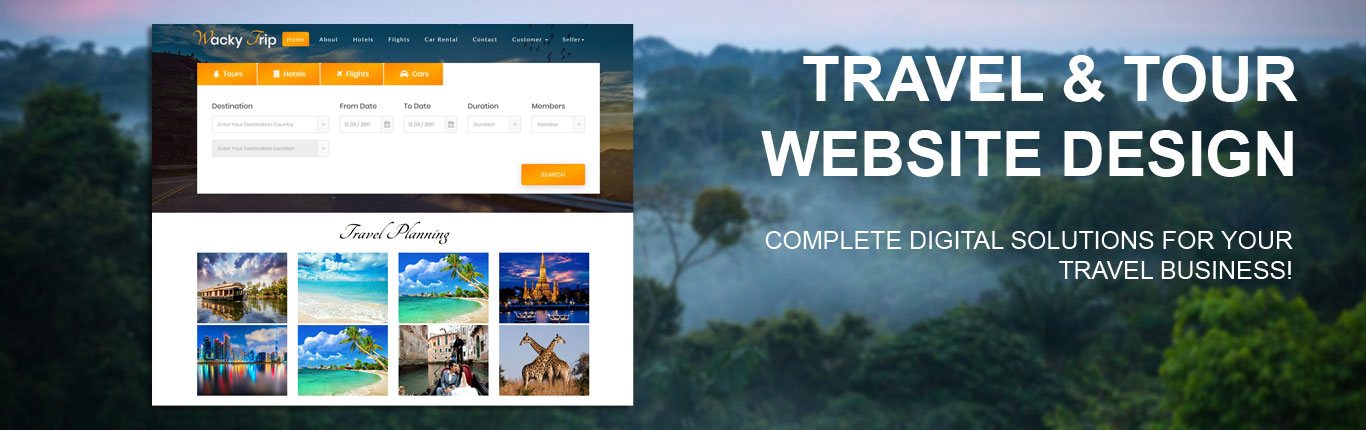 Wacky Trip
Home About Hotels Flights Car Rental Contact Customer Seller
Tours Hotels Flights Cars
Destination From Date To Date Duration Members
Enter Your Destination Country 12 /01 / 2017 12 /01 / 2017 Duration Member
Enter Your Destination Location
SEARCH
Travel Planning
TRAVEL & TOUR
WEBSITE DESIGN
COMPLETE DIGITAL SOLUTIONS FOR YOUR
TRAVEL BUSINESS!